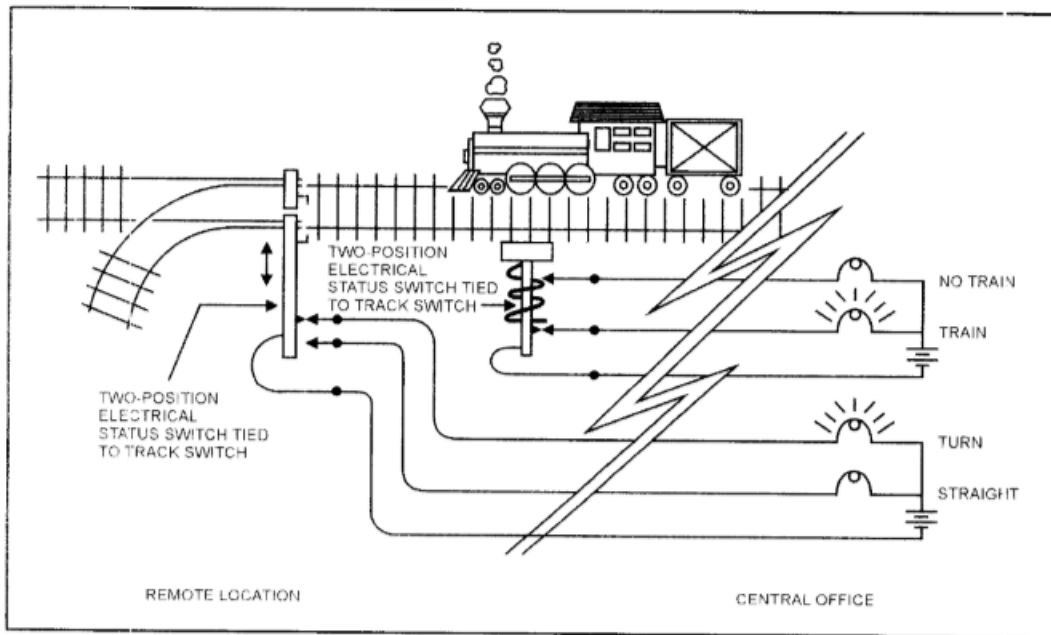 TWO-POSITION
ELECTRICAL
STATUS SWITCH TIED
TO TRACK SWITCH
NO TRAIN
TRAIN
TWO-POSITION
ELECTRICAL
STATUS SWITCH TIED
TO TRACK SWITCH
TURN
STRAIGHT
REMOTE LOCATION
CENTRAL OFFICE